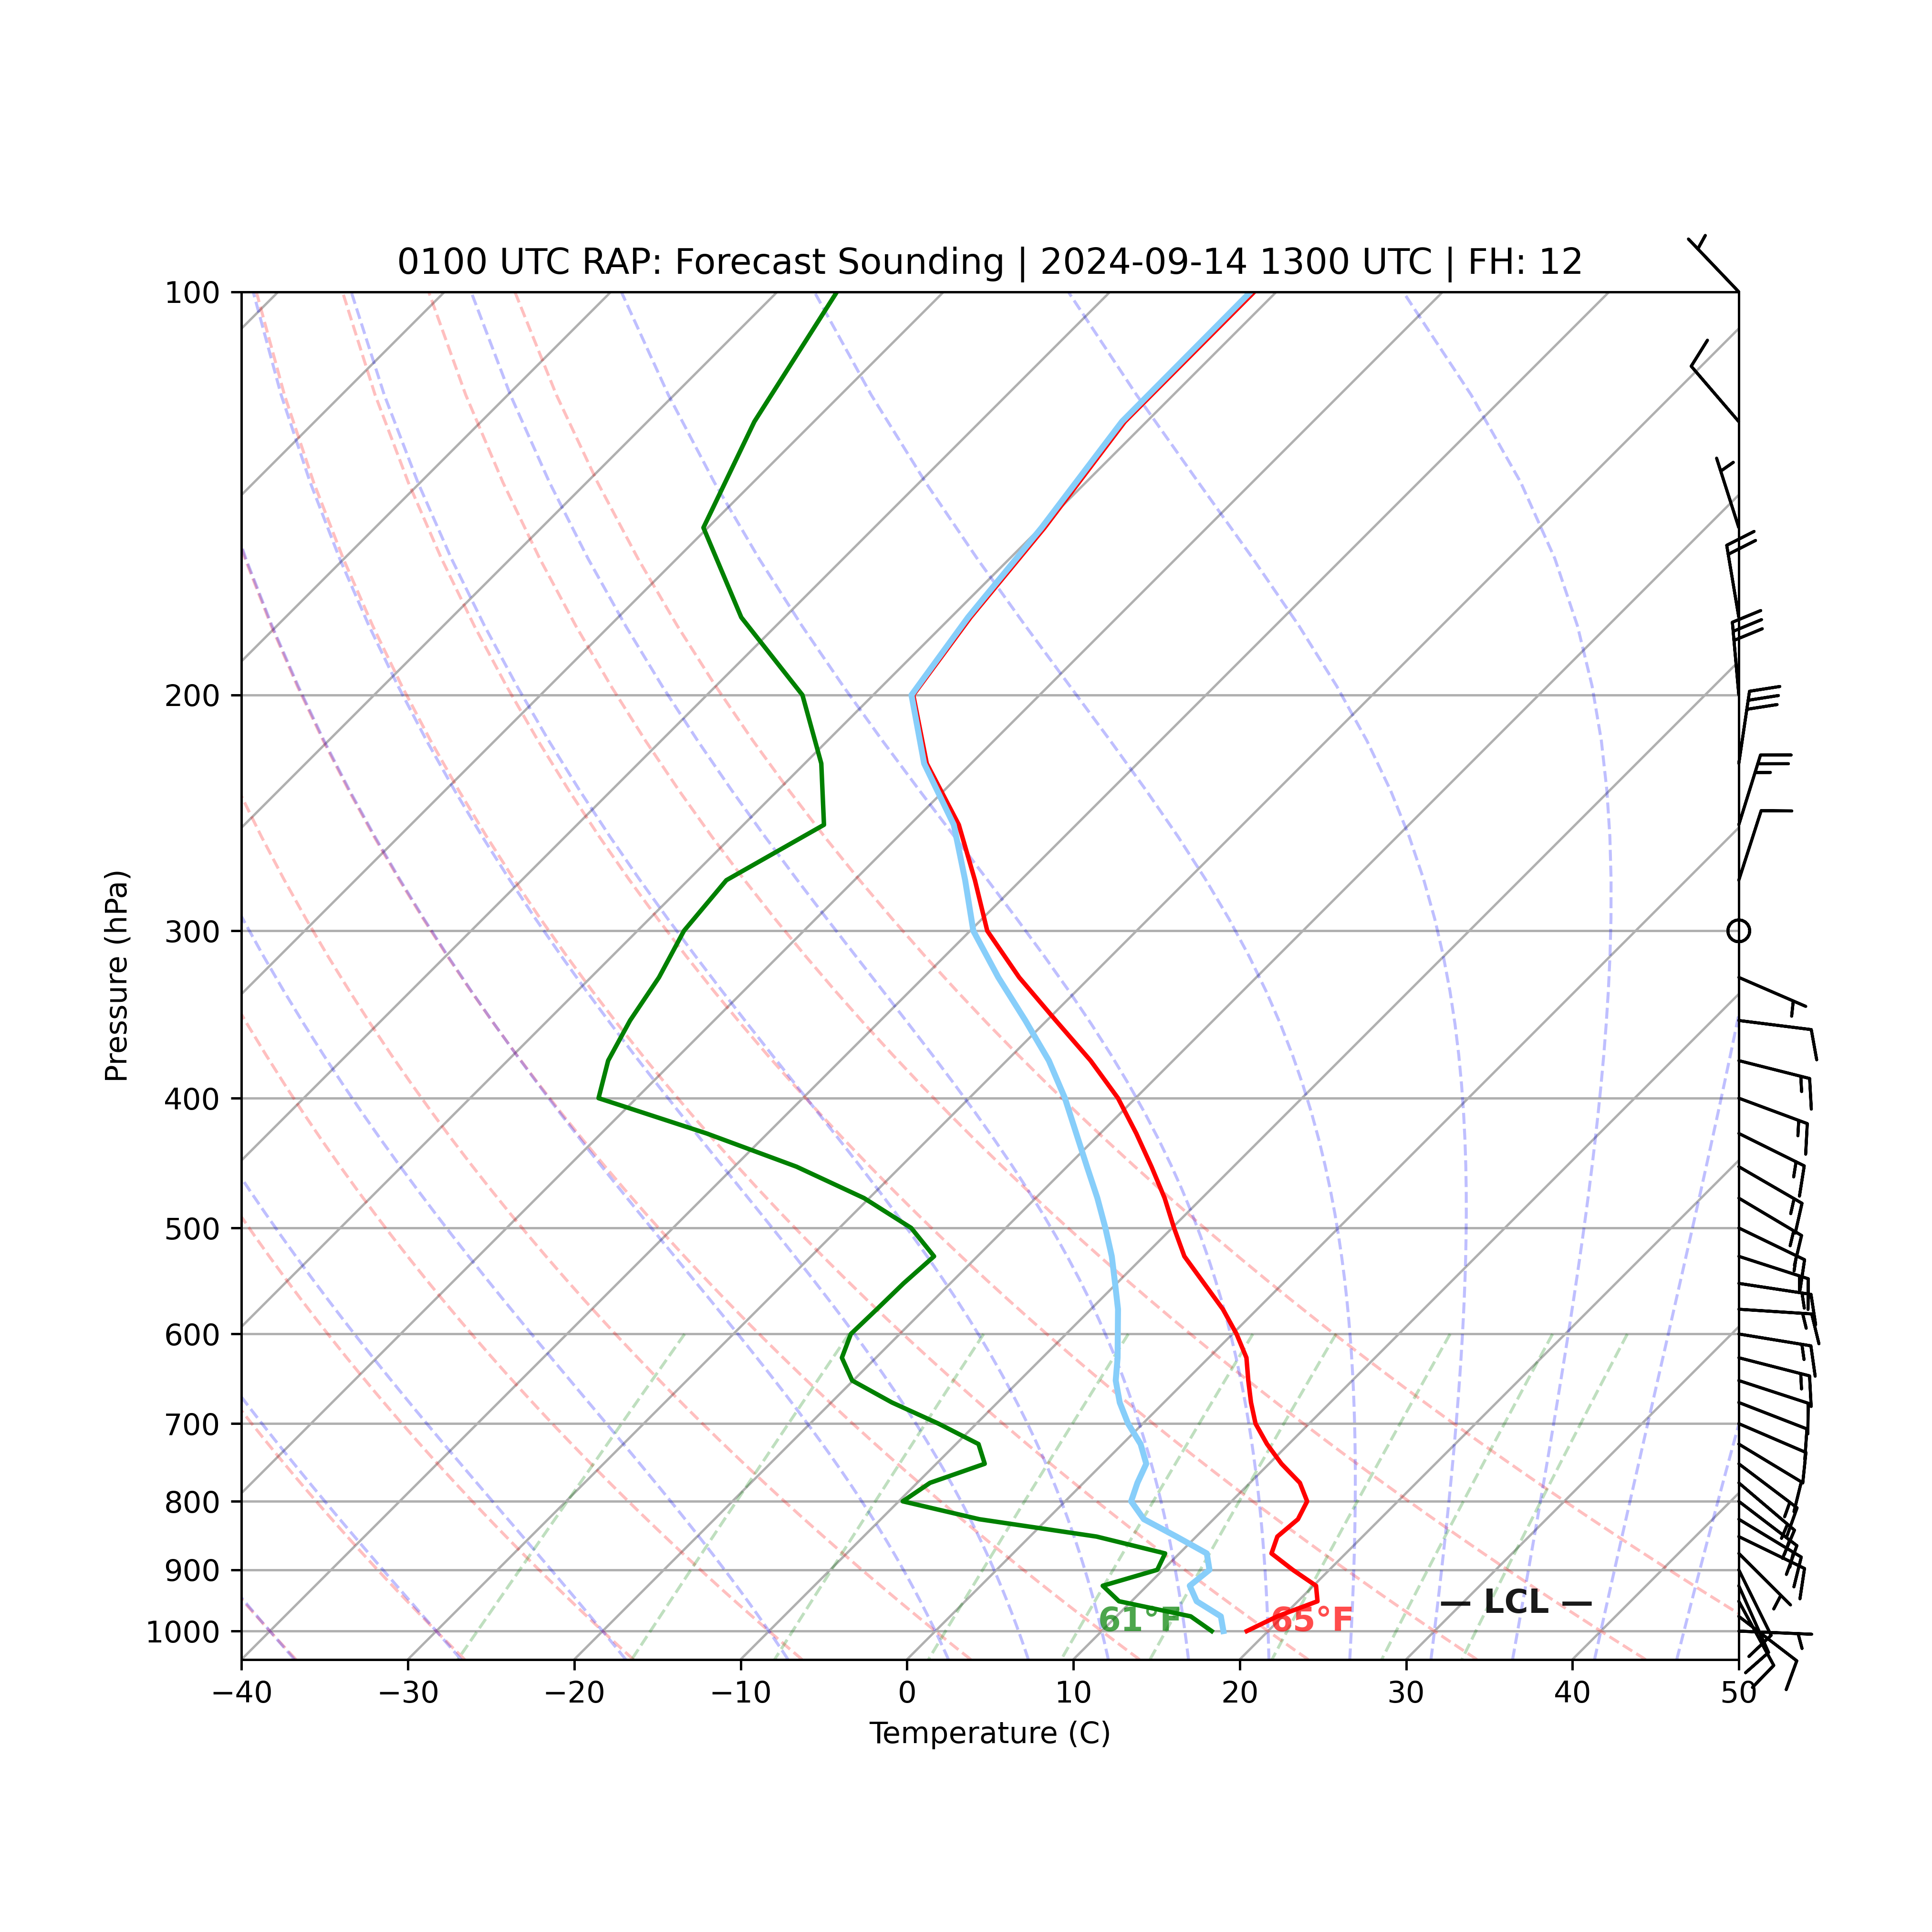 0100 UTC RAP: Forecast Sounding | 2024-09-14 1300 UTC | FH: 12
100
200
300
400
500
600
700
800
900
1000
Pressure (hPa)
61°F
65°F
— LCL —
−40 −30 −20 −10 0 10 20 30 40 50
Temperature (C)